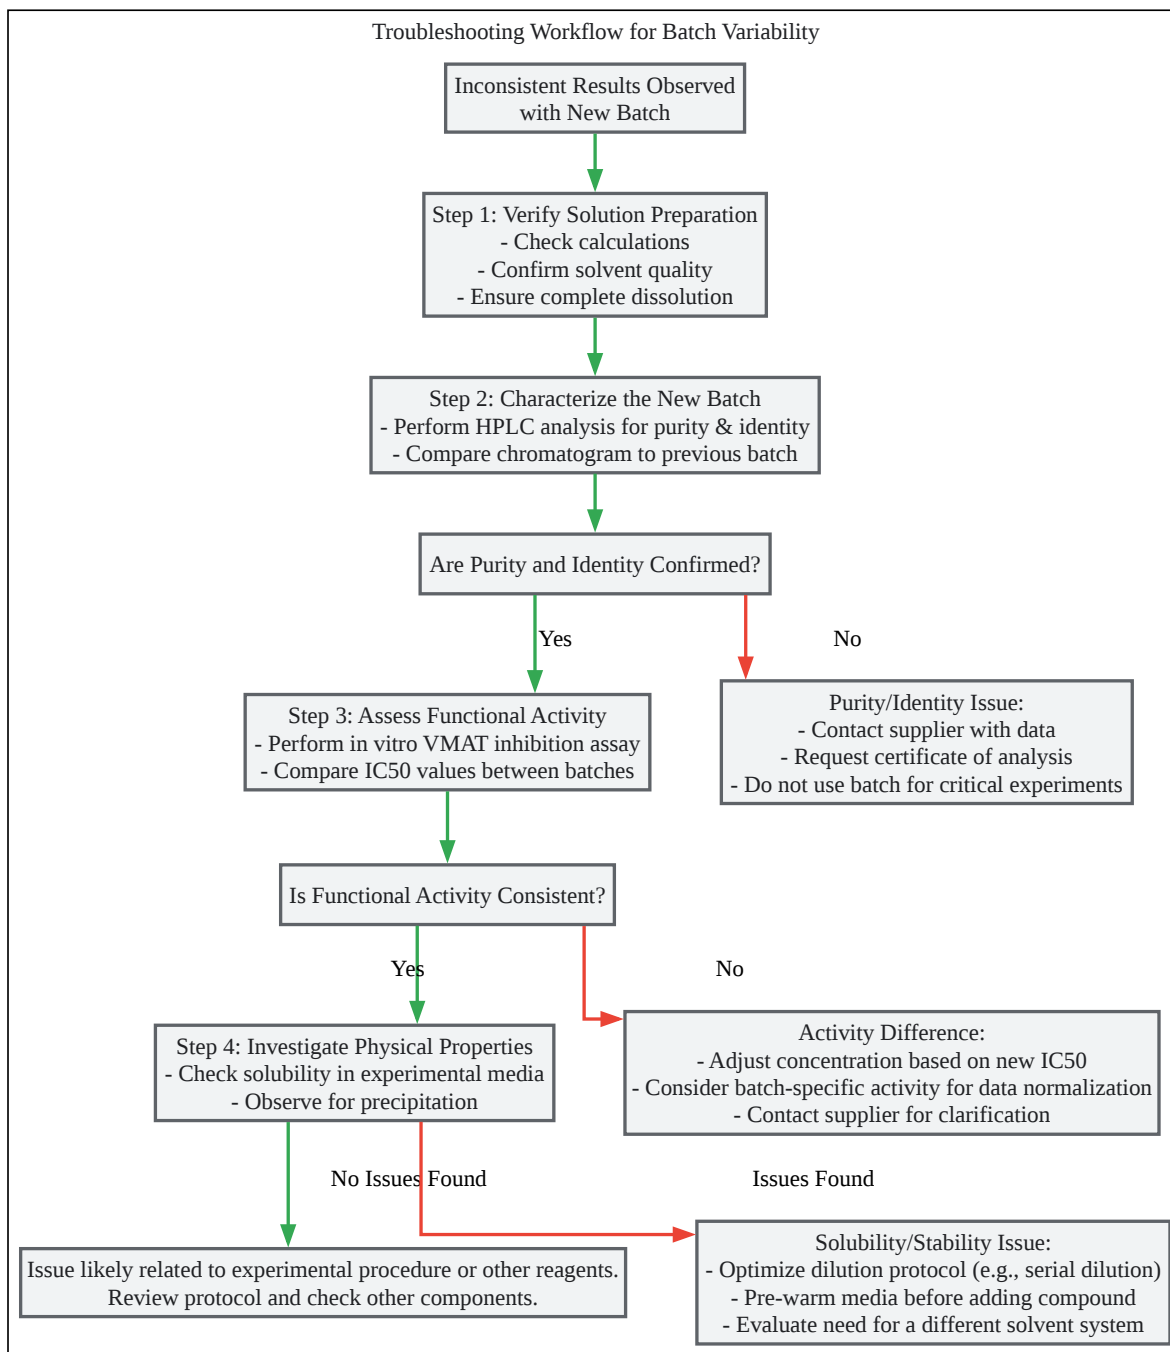 Troubleshooting Workflow for Batch Variability
Inconsistent Results Observed
with New Batch
Step 1: Verify Solution Preparation
- Check calculations
- Confirm solvent quality
- Ensure complete dissolution
Step 2: Characterize the New Batch
- Perform HPLC analysis for purity & identity
- Compare chromatogram to previous batch
Are Purity and Identity Confirmed?
Yes
No
Step 3: Assess Functional Activity
- Perform in vitro VMAT inhibition assay
- Compare IC50 values between batches
Purity/Identity Issue:
- Contact supplier with data
- Request certificate of analysis
- Do not use batch for critical experiments
Is Functional Activity Consistent?
Yes
No
Step 4: Investigate Physical Properties
- Check solubility in experimental media
- Observe for precipitation
Activity Difference:
- Adjust concentration based on new IC50
- Consider batch-specific activity for data normalization
- Contact supplier for clarification
No Issues Found
Issues Found
Issue likely related to experimental procedure or other reagents.
Review protocol and check other components.
Solubility/Stability Issue:
- Optimize dilution protocol (e.g., serial dilution)
- Pre-warm media before adding compound
- Evaluate need for a different solvent system